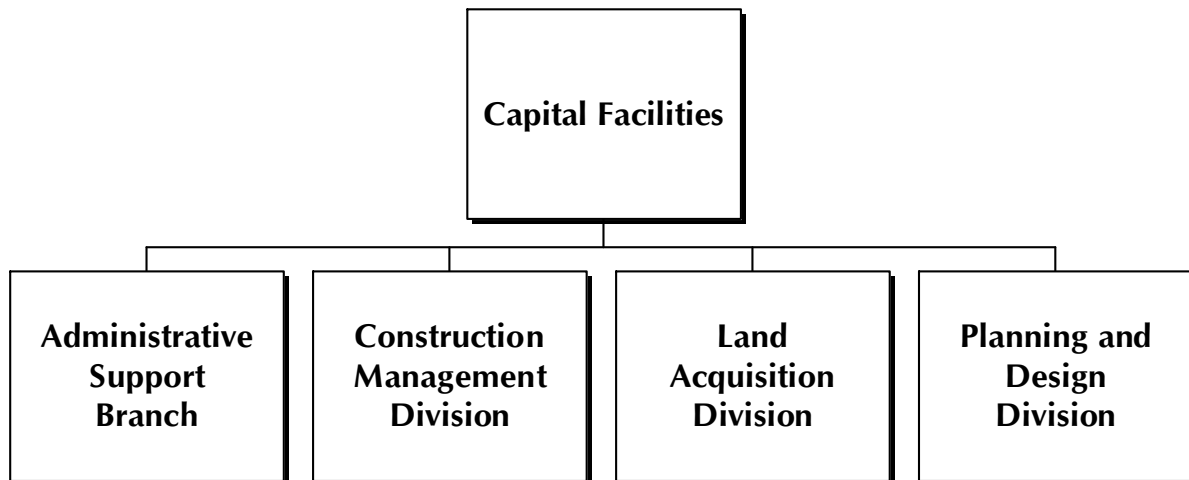 Capital Facilities
Administrative
Support
Branch
Construction
Management
Division
Land
Acquisition
Division
Planning and
Design
Division